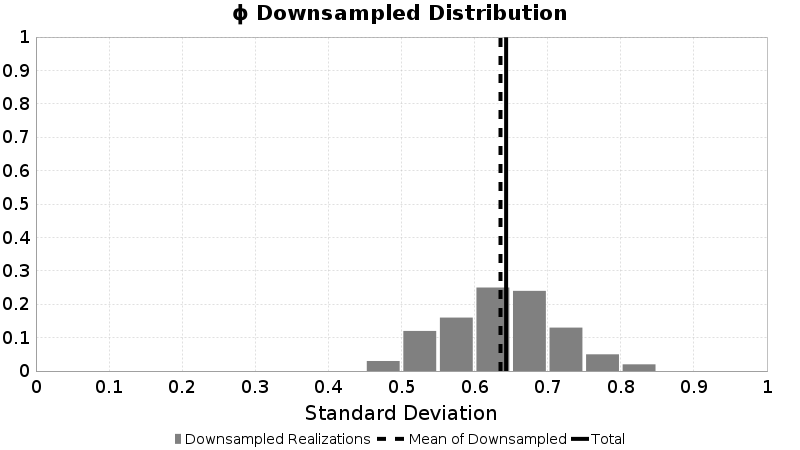 ϕ Downsampled Distribution
1
0.9
0.8
0.7
0.6
0.5
0.4
0.3
0.2
0.1
0
0 0.1 0.2 0.3 0.4 0.5 0.6 0.7 0.8 0.9 1
Standard Deviation
Downsampled Realizations Mean of Downsampled Total